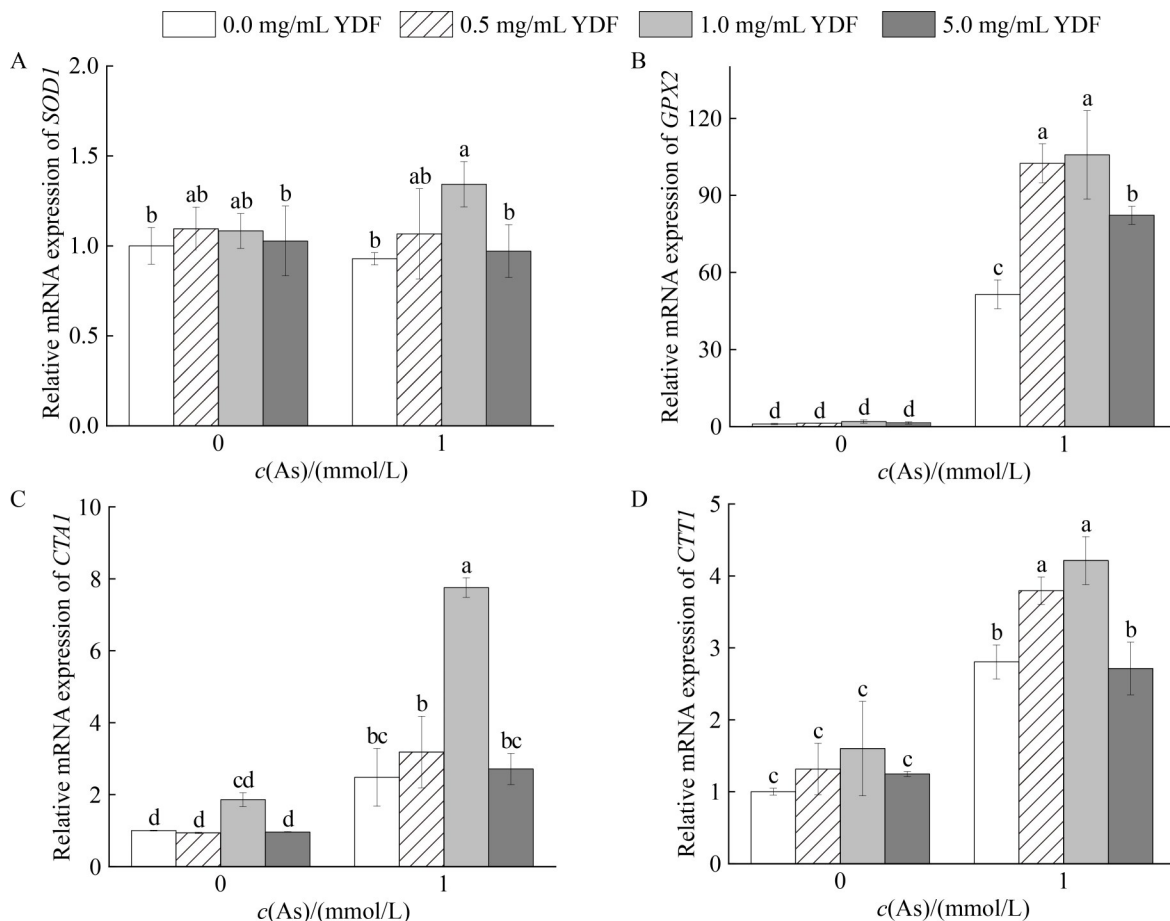 0.0 mg/mL YDF 0.5 mg/mL YDF 1.0 mg/mL YDF 5.0 mg/mL YDF
A
Relative mRNA expression of SOD1
2.0
1.5
1.0
0.5
0.0
b ab ab b b ab a b
0 1
c(As)/(mmol/L)
B
Relative mRNA expression of GPX2
120
90
60
30
0
d d d d c a a b
0 1
c(As)/(mmol/L)
C
Relative mRNA expression of CTA1
10
8
6
4
2
0
d d cd d bc b a bc
0 1
c(As)/(mmol/L)
D
Relative mRNA expression of CTT1
5
4
3
2
1
0
c c c c b a a b
0 1
c(As)/(mmol/L)